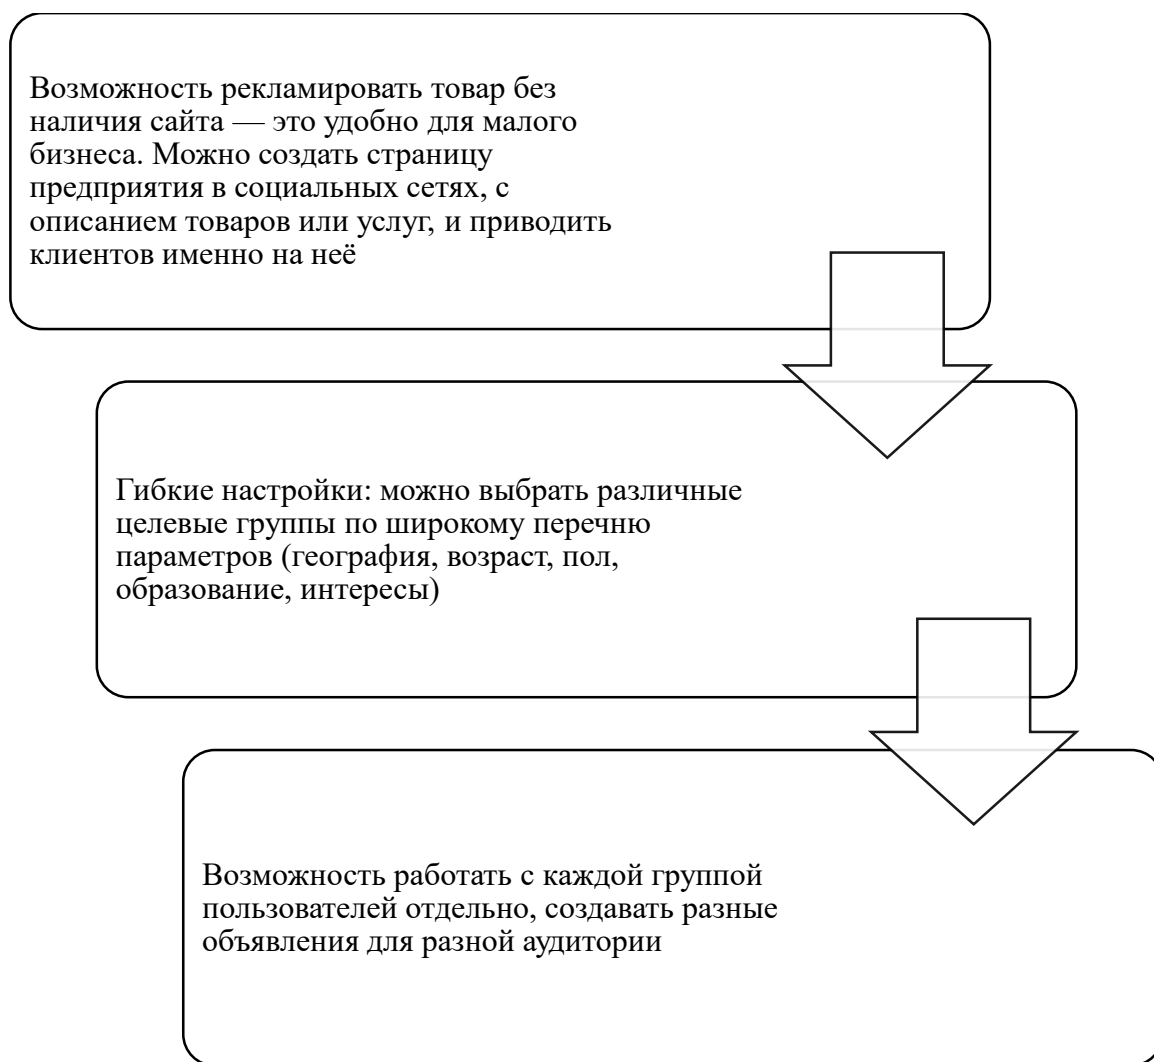 Возможность рекламировать товар без
наличия сайта — это удобно для малого
бизнеса. Можно создать страницу
предприятия в социальных сетях, с
описанием товаров или услуг, и приводить
клиентов именно на неё
Гибкие настройки: можно выбрать различные
целевые группы по широкому перечню
параметров (география, возраст, пол,
образование, интересы)
Возможность работать с каждой группой
пользователей отдельно, создавать разные
объявления для разной аудитории